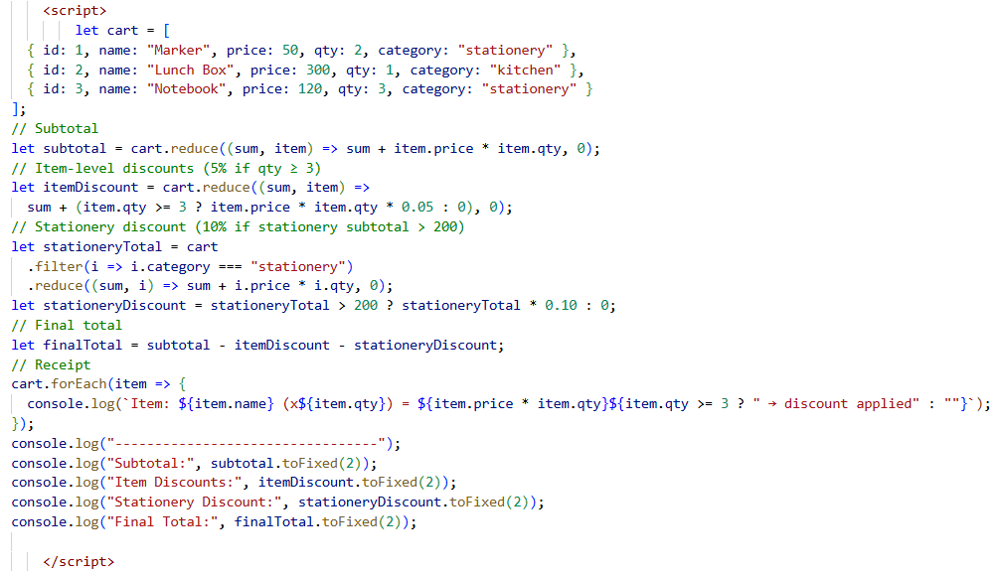 <script>
let cart = [
{ id: 1, name: "Marker", price: 50, qty: 2, category: "stationery" },
{ id: 2, name: "Lunch Box", price: 300, qty: 1, category: "kitchen" },
{ id: 3, name: "Notebook", price: 120, qty: 3, category: "stationery" }
];
// Subtotal
let subtotal = cart.reduce((sum, item) => sum + item.price * item.qty, 0);
// Item-level discounts (5% if qty ≥ 3)
let itemDiscount = cart.reduce((sum, item) =>
sum + (item.qty >= 3 ? item.price * item.qty * 0.05 : 0), 0);
// Stationery discount (10% if stationery subtotal > 200)
let stationeryTotal = cart
.filter(i => i.category === "stationery")
.reduce((sum, i) => sum + i.price * i.qty, 0);
let stationeryDiscount = stationeryTotal > 200 ? stationeryTotal * 0.10 : 0;
// Final total
let finalTotal = subtotal - itemDiscount - stationeryDiscount;
// Receipt
cart.forEach(item => {
console.log(`Item: ${item.name} (x${item.qty}) = ${item.price * item.qty}${item.qty >= 3 ? " → discount applied" : ""}`);
});
console.log("---------------------------------");
console.log("Subtotal:", subtotal.toFixed(2));
console.log("Item Discounts:", itemDiscount.toFixed(2));
console.log("Stationery Discount:", stationeryDiscount.toFixed(2));
console.log("Final Total:", finalTotal.toFixed(2));
</script>